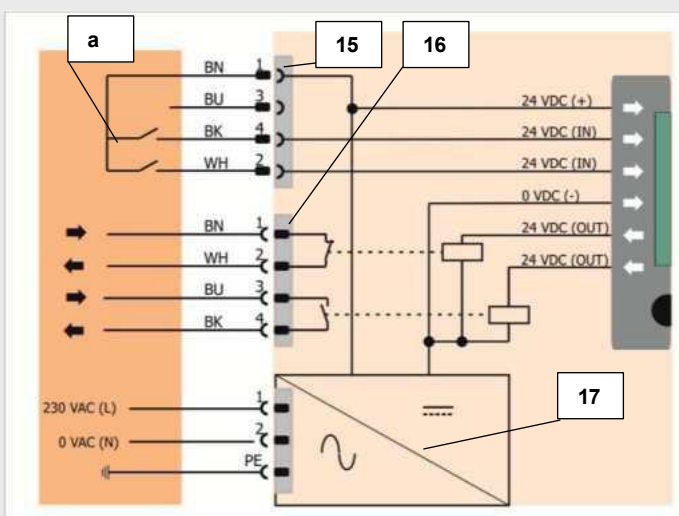 a
15
16
BN 1
BU 3
24 VDC (+)
BK 4
24 VDC (IN)
WH 2
24 VDC (IN)
0 VDC (-)
BN 1
24 VDC (OUT)
WH 2
24 VDC (OUT)
BU 3
BK 4
17
230 VAC (L) 1
0 VAC (N) 2
PE